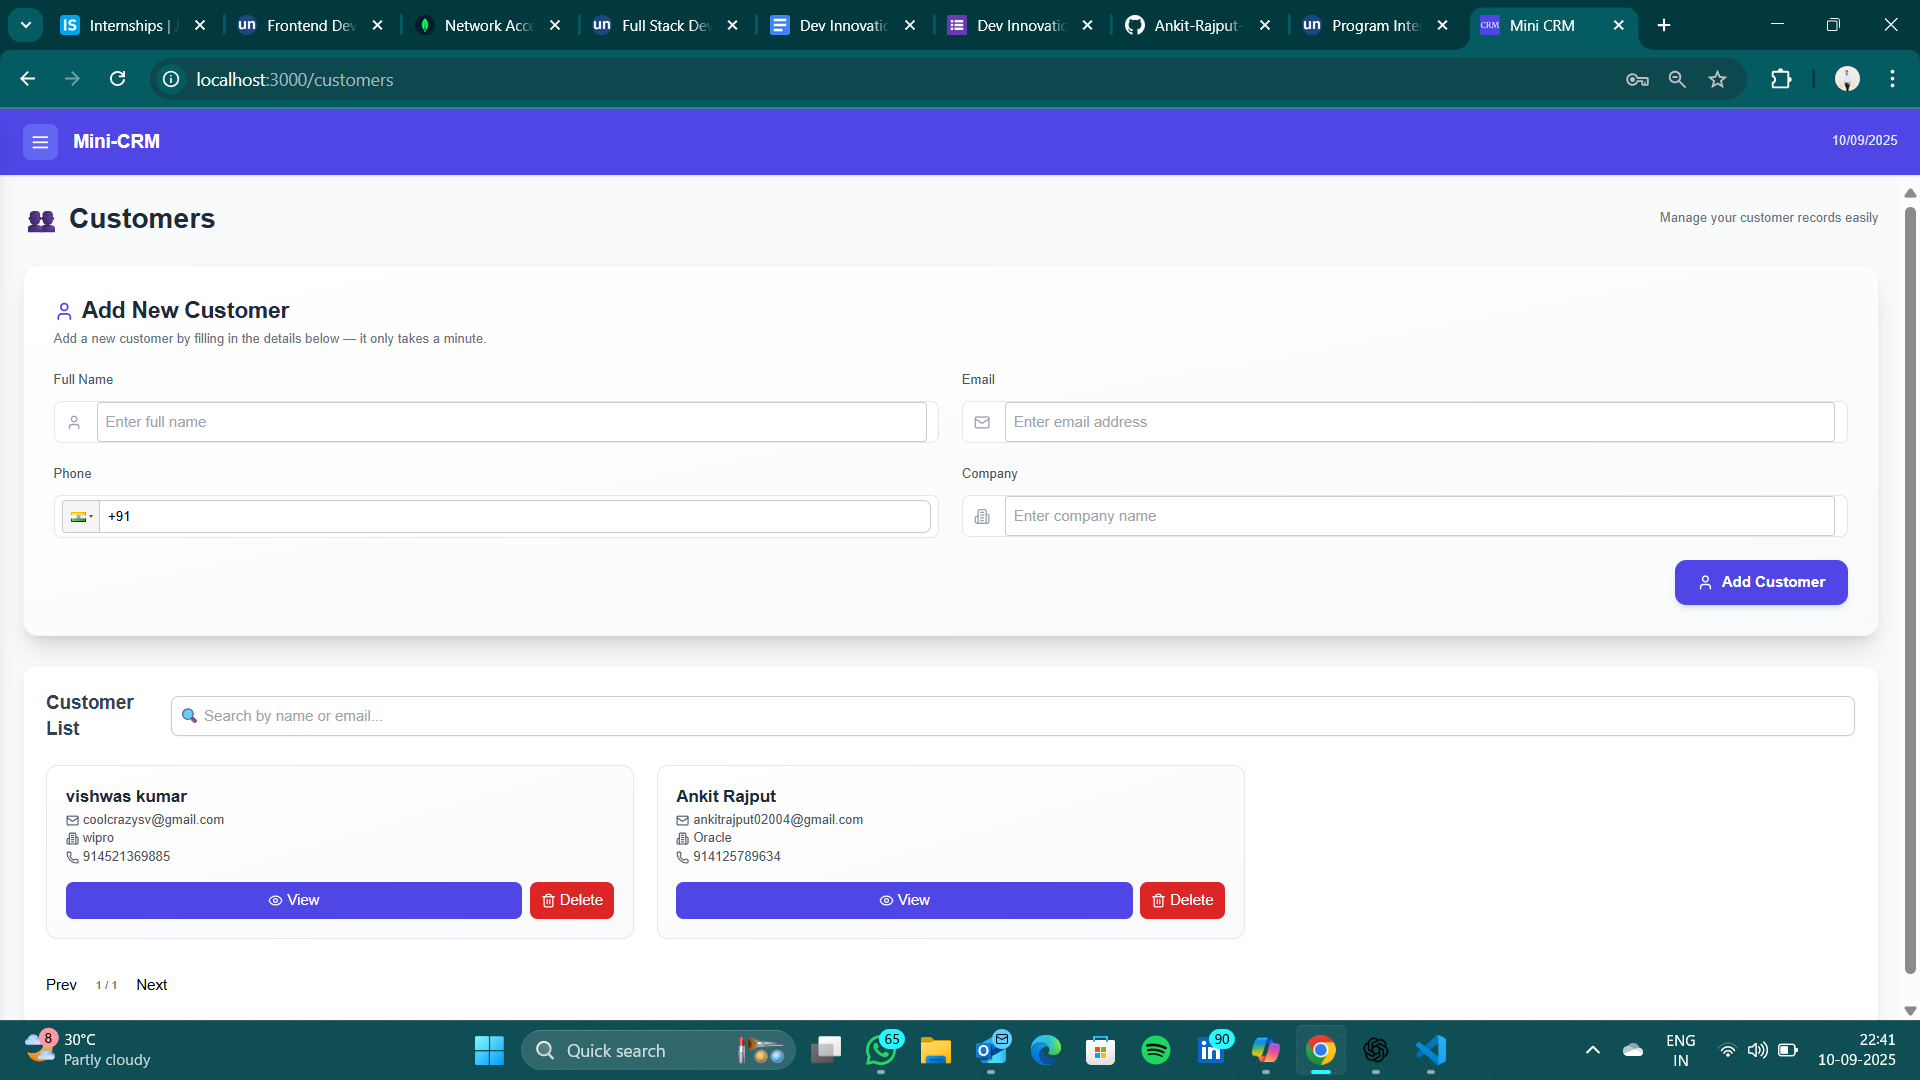 Internships | J
Frontend Dev
Network Acce
Full Stack Dev
Dev Innovatio
Dev Innovatio
Ankit-Rajput-
Program Inte
CRM
Mini CRM
localhost:3000/customers
Mini-CRM
10/09/2025
Customers
Manage your customer records easily
Add New Customer
Add a new customer by filling in the details below — it only takes a minute.
Full Name
Email
Enter full name
Enter email address
Phone
Company
+91
Enter company name
Add Customer
Customer List
Search by name or email...
vishwas kumar
coolcrazysv@gmail.com
wipro
914521369885
View
Delete
Ankit Rajput
ankitrajput02004@gmail.com
Oracle
914125789634
View
Delete
Prev
1 / 1
Next
8
30°C
Partly cloudy
Quick search
65
90
ENG
IN
22:41
10-09-2025